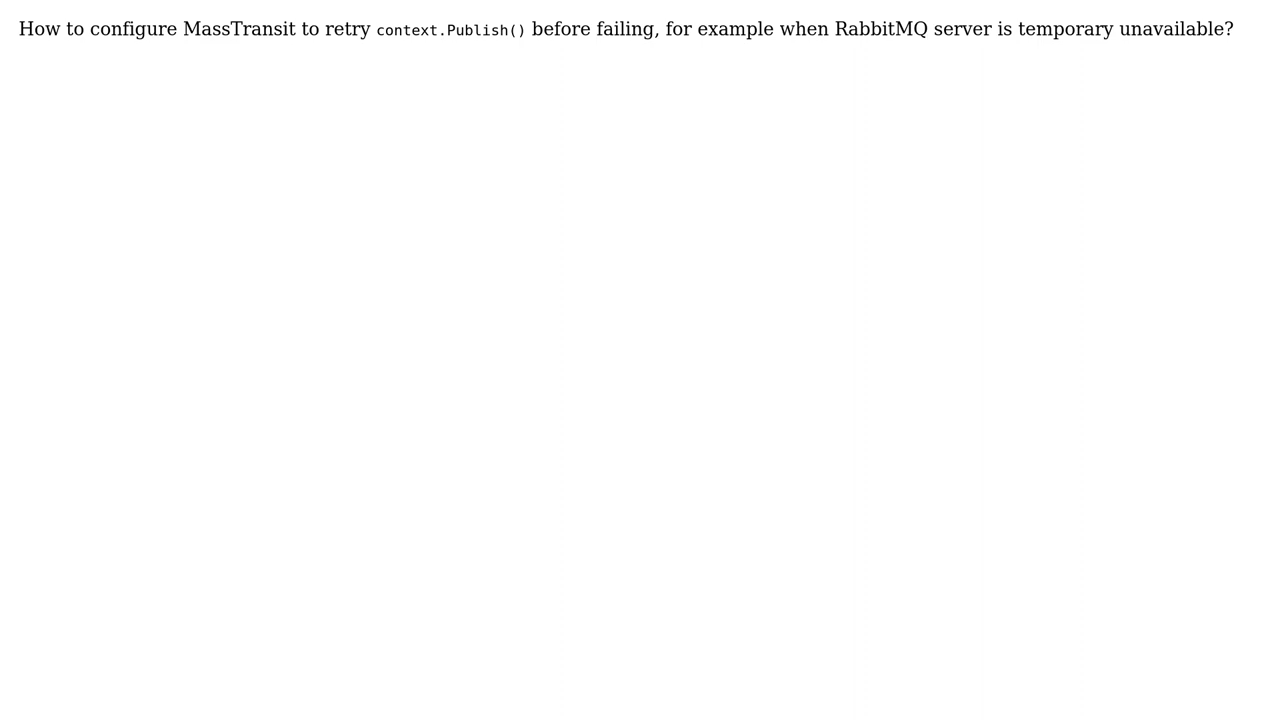 How to configure MassTransit to retry context.Publish() before failing, for example when RabbitMQ server is temporary unavailable?